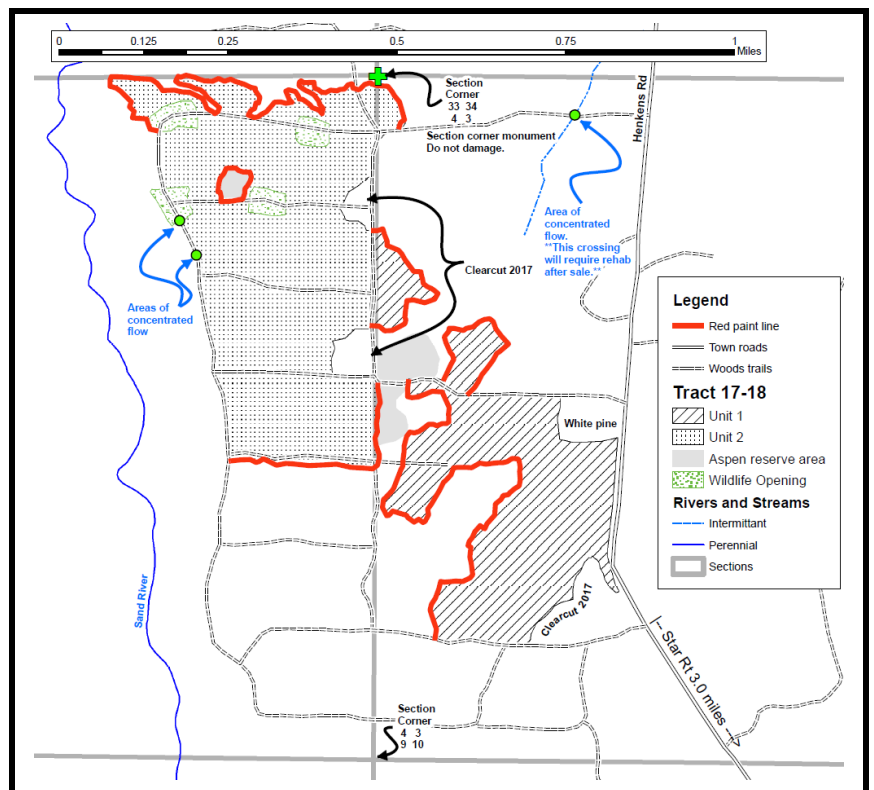 0 0.125 0.25 0.5 0.75 1
Miles
Section
Corner
33 34
4 3
Section corner monument
Do not damage.
Henkens Rd
Area of
concentrated
flow.
**This crossing
will require rehab
after sale.**
Clearcut 2017
Areas of
concentrated
flow
White pine
Legend
Red paint line
Town roads
Woods trails
Tract 17-18
Unit 1
Unit 2
Aspen reserve area
Wildlife Opening
Rivers and Streams
Intermittant
Perennial
Sections
Sand River
Clearcut 2017
|-- Star Rt 3.0 miles -->
Section
Corner
4 3
9 10